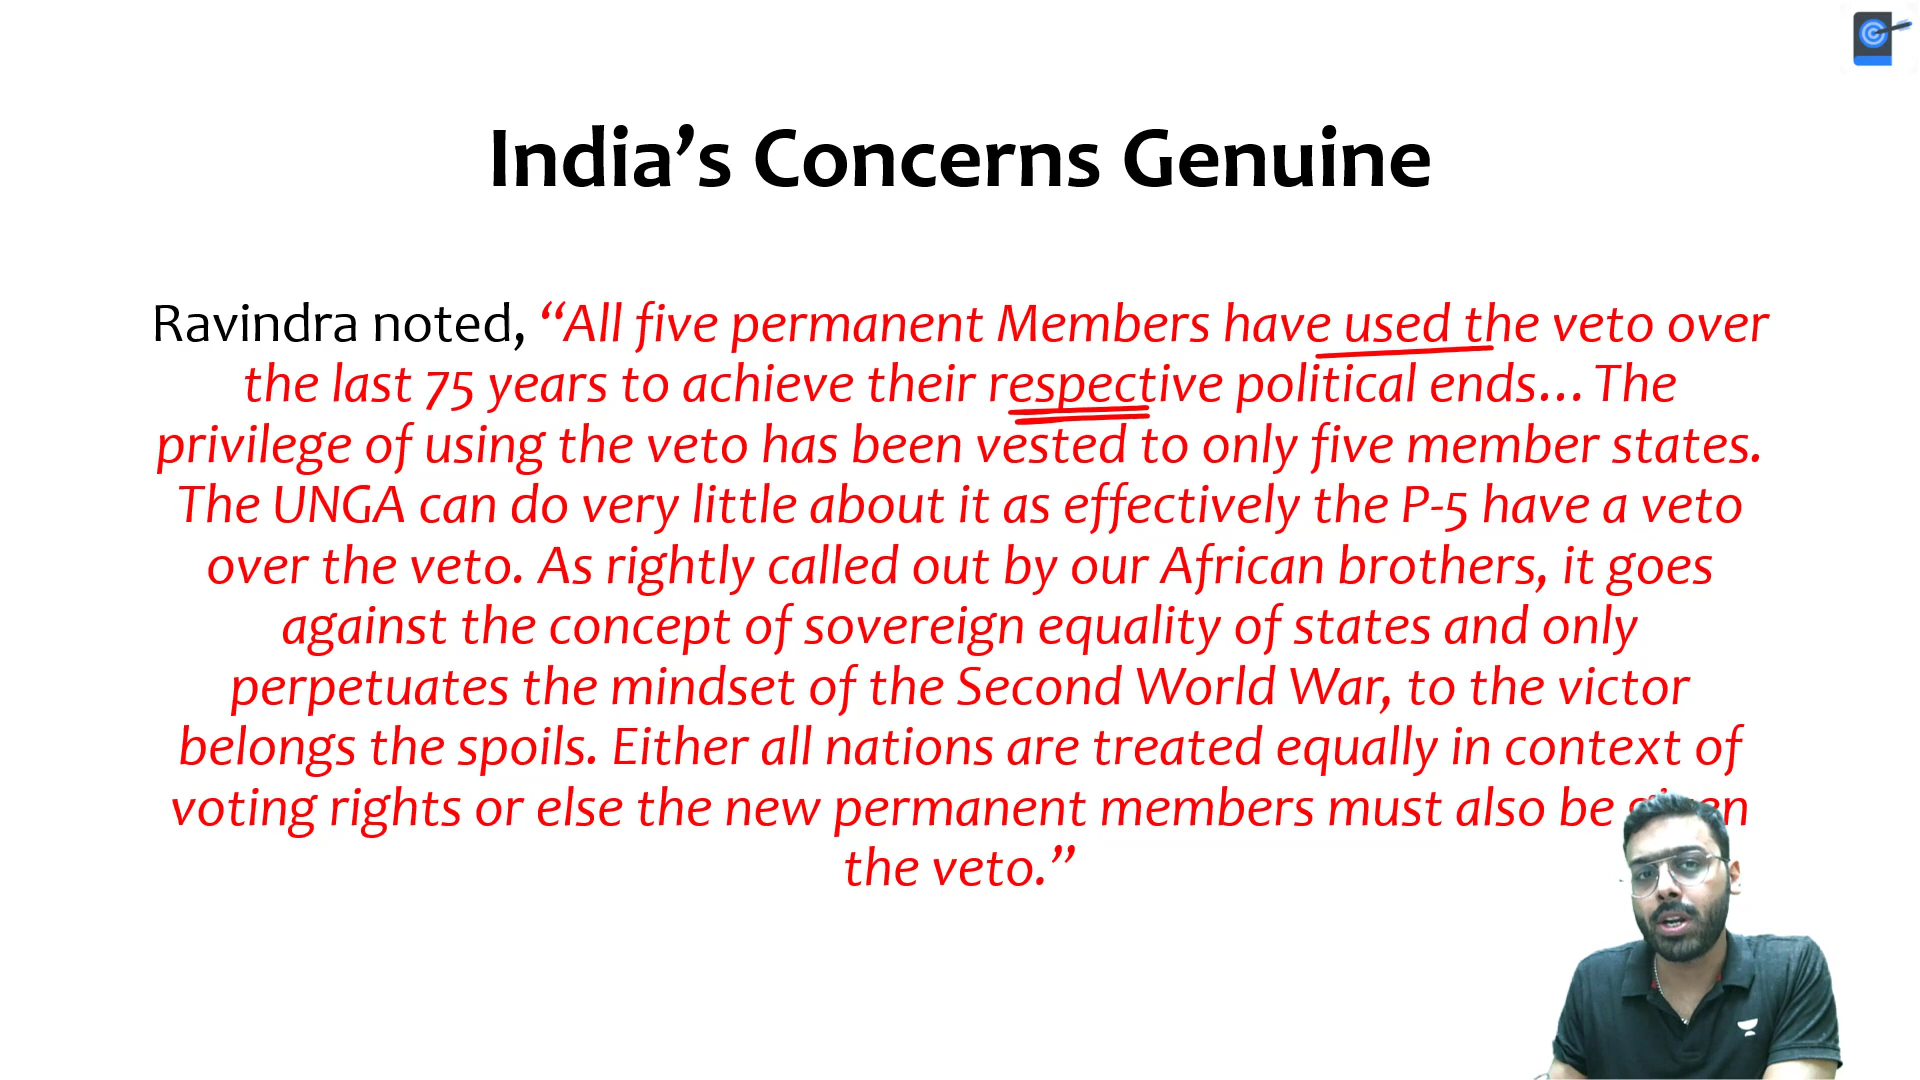 India’s Concerns Genuine
Ravindra noted, “All five permanent Members have used the veto over
the last 75 years to achieve their respective political ends… The
privilege of using the veto has been vested to only five member states.
The UNGA can do very little about it as effectively the P-5 have a veto
over the veto. As rightly called out by our African brothers, it goes
against the concept of sovereign equality of states and only
perpetuates the mindset of the Second World War, to the victor
belongs the spoils. Either all nations are treated equally in context of
voting rights or else the new permanent members must also be given
the veto.”